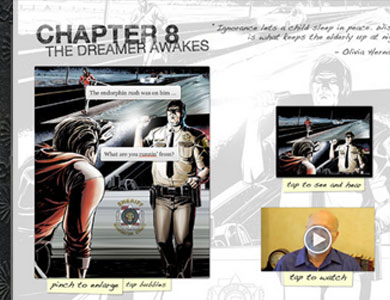 CHAPTER 8
THE DREAMER AWAKES
"Ignorance lets a child sleep in peace,
is what keeps the elderly up at
- Olivia
The endorphin rush was on him ...
What are you runnin' from?
SHERIFF
tap to see and hear
pinch to enlarge
tap bubbles
tap to watch